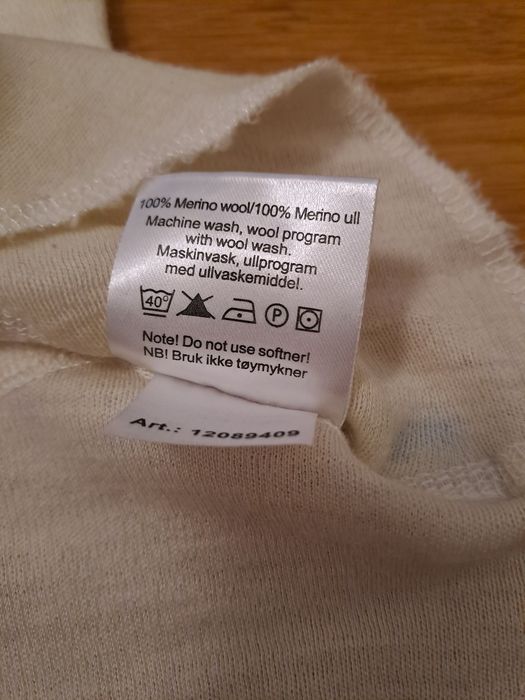 100% Merino wool/100% Merino ull
Machine wash, wool program
with wool wash.
Maskinvask, ullprogram
med ullvaskemiddel.
40° P
Note! Do not use softner!
NB! Bruk ikke tøymykner
Art.: 12089409